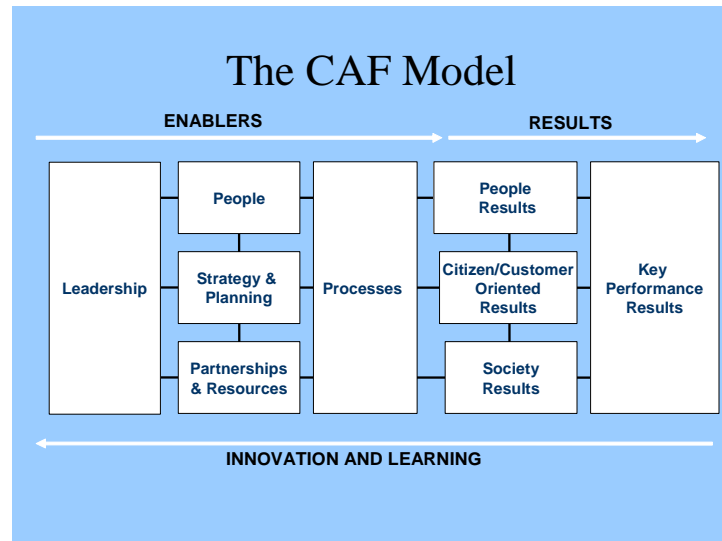 The CAF Model
ENABLERS
RESULTS
Leadership
People
Strategy &
Planning
Partnerships
& Resources
Processes
People
Results
Citizen/Customer
Oriented
Results
Society
Results
Key
Performance
Results
INNOVATION AND LEARNING